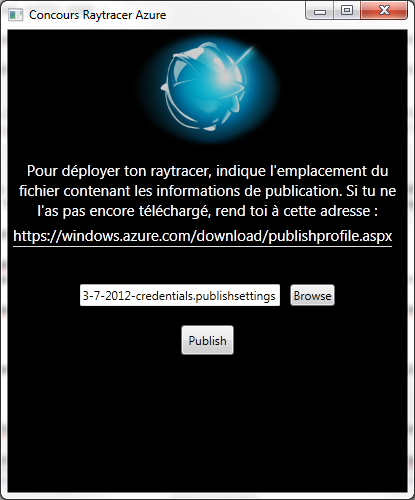 Concours Raytracer Azure
Pour déployer ton raytracer, indique l'emplacement du
fichier contenant les informations de publication. Si tu ne
l'as pas encore téléchargé, rend toi à cette adresse :
https://windows.azure.com/download/publishprofile.aspx
3-7-2012-credentials.publishsettings
Browse
Publish